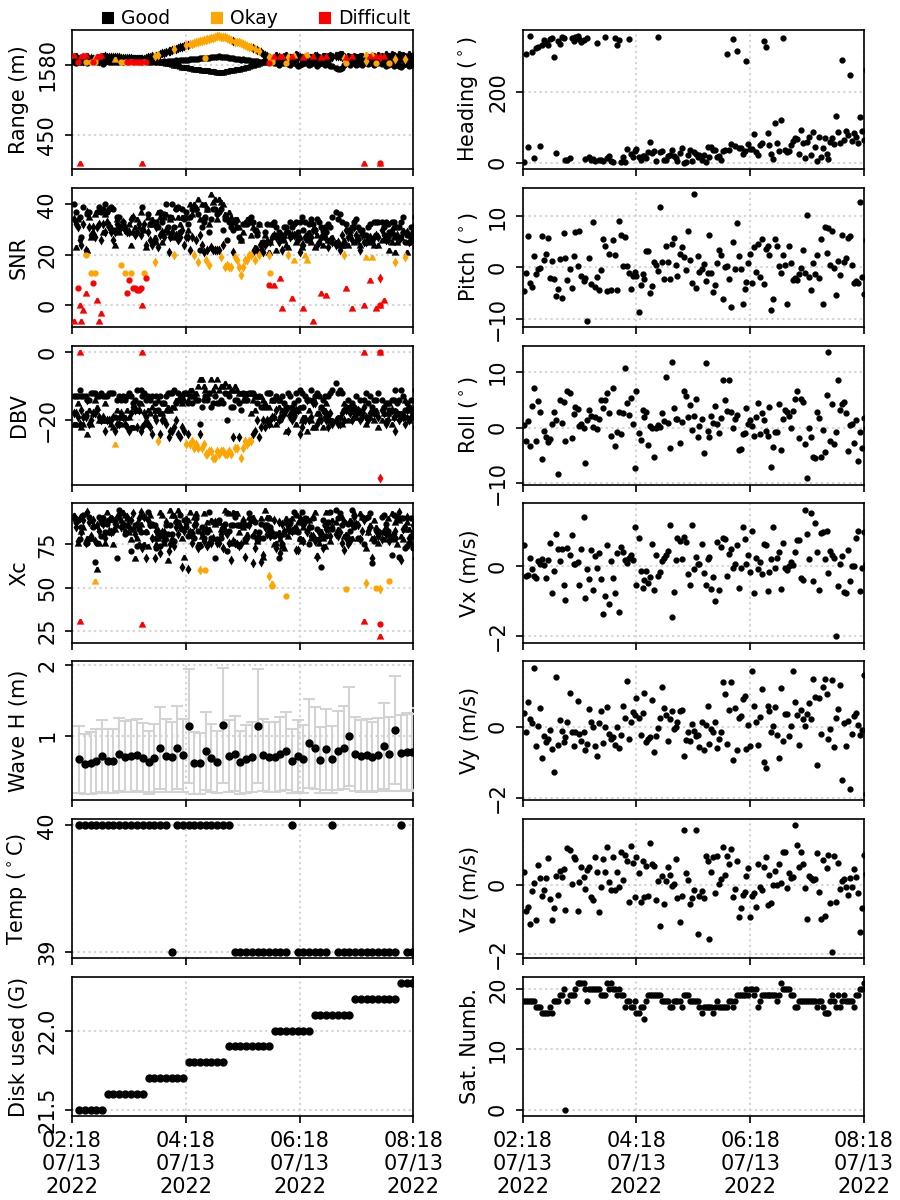 Good Okay Difficult
Range (m)
1580
450
Heading (°)
200
0
SNR
40
20
0
Pitch (°)
10
0
−10
DBV
0
−20
Roll (°)
10
0
−10
Xc
75
50
25
Vx (m/s)
0
−2
Wave H (m)
2
1
Vy (m/s)
0
−2
Temp (°C)
40
39
Vz (m/s)
0
−2
Disk used (G)
22.0
21.5
Sat. Numb.
20
10
0
02:18 04:18 06:18 08:18 02:18 04:18 06:18 08:18
07/13 07/13 07/13 07/13 07/13 07/13 07/13 07/13
2022 2022 2022 2022 2022 2022 2022 2022